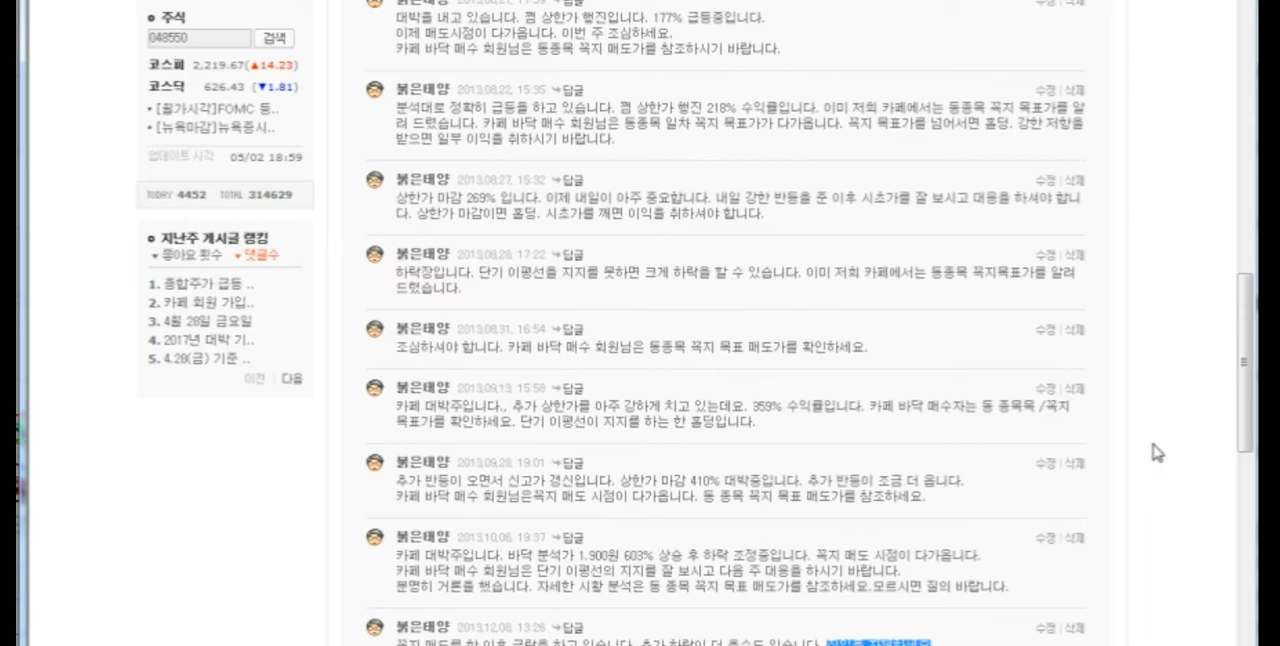 주식
048550 검색
코스피 2,219.67(▲14.23)
코스닥 626.43 (▼1.81)
• [월가시각]FOMC 등..
• [뉴욕마감]뉴욕증시..
업데이트 시각 05/02 18:59
TODAY 4452 TOTAL 314629
지난주 게시글 랭킹
▾ 좋아요 횟수 ▾ 댓글수
1. 종합주가 급등 ..
2. 카페 회원 가입..
3. 4월 28일 금요일
4. 2017년 대박 기..
5. 4.28(금) 기준 ..
이전 | 다음
대박을 내고 있습니다. 쩜 상한가 행진입니다. 177% 급등중입니다.
이제 매도시점이 다가옵니다. 이번 주 조심하세요.
카페 바닥 매수 회원님은 동종목 꼭지 매도가를 참조하시기 바랍니다.
붉은태양 2013.08.22. 15:35 답글 수정 | 삭제
분석대로 정확히 급등을 하고 있습니다. 쩜 상한가 행진 218% 수익률입니다. 이미 저희 카페에서는 동종목 꼭지 목표가를 알
려 드렸습니다. 카페 바닥 매수 회원님은 동종목 일차 꼭지 목표가가 다가옵니다. 꼭지 목표가를 넘어서면 홀딩. 강한 저항을
받으면 일부 이익을 취하시기 바랍니다.
붉은태양 2013.08.27. 15:32 답글 수정 | 삭제
상한가 마감 269% 입니다. 이제 내일이 아주 중요합니다. 내일 강한 반등을 준 이후 시초가를 잘 보시고 대응을 하셔야 합니
다. 상한가 마감이면 홀딩. 시초가를 깨면 이익을 취하셔야 합니다.
붉은태양 2013.08.28. 17:22 답글 수정 | 삭제
하락장입니다. 단기 이평선을 지지를 못하면 크게 하락을 할 수 있습니다. 이미 저희 카페에서는 동종목 꼭지목표가를 알려
드렸습니다.
붉은태양 2013.08.31. 16:54 답글 수정 | 삭제
조심하셔야 합니다. 카페 바닥 매수 회원님은 동종목 꼭지 목표 매도가를 확인하세요.
붉은태양 2013.09.13. 15:58 답글 수정 | 삭제
카페 대박주입니다., 추가 상한가를 아주 강하게 치고 있는데요. 359% 수익률입니다. 카페 바닥 매수자는 동 종목목 /꼭지
목표가를 확인하세요. 단기 이평선이 지지를 하는 한 홀딩입니다.
붉은태양 2013.09.28. 19:01 답글 수정 | 삭제
추가 반등이 오면서 신고가 갱신입니다. 상한가 마감 410% 대박중입니다. 추가 반등이 조금 더 옵니다.
카페 바닥 매수 회원님은꼭지 매도 시점이 다가옵니다. 동 종목 꼭지 목표 매도가를 참조하세요.
붉은태양 2013.10.06. 19:37 답글 수정 | 삭제
카페 대박주입니다. 바닥 분석가 1.900원 603% 상승 후 하락 조정중입니다. 꼭지 매도 시점이 다가옵니다.
카페 바닥 매수 회원님은 단기 이평선의 지지를 잘 보시고 다음 주 대응을 하시기 바랍니다.
분명히 거론을 했습니다. 자세한 시황 분석은 동 종목 꼭지 목표 매도가를 참조하세요.모르시면 질의 바랍니다.
붉은태양 2013.12.08. 13:26 답글 수정 | 삭제
꼭지 매도를 한 이후 급락을 하고 있습니다. 추가 하락이 더 올수도 있습니다.